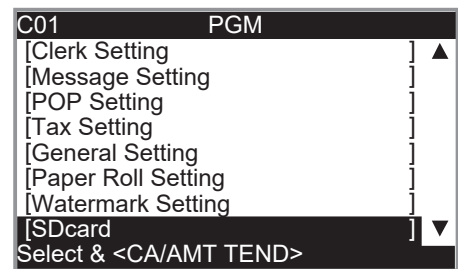 C01 PGM
[Clerk Setting ] ▲
[Message Setting ]
[POP Setting ]
[Tax Setting ]
[General Setting ]
[Paper Roll Setting ]
[Watermark Setting ]
[SDcard ] ▼
Select & <CA/AMT TEND>